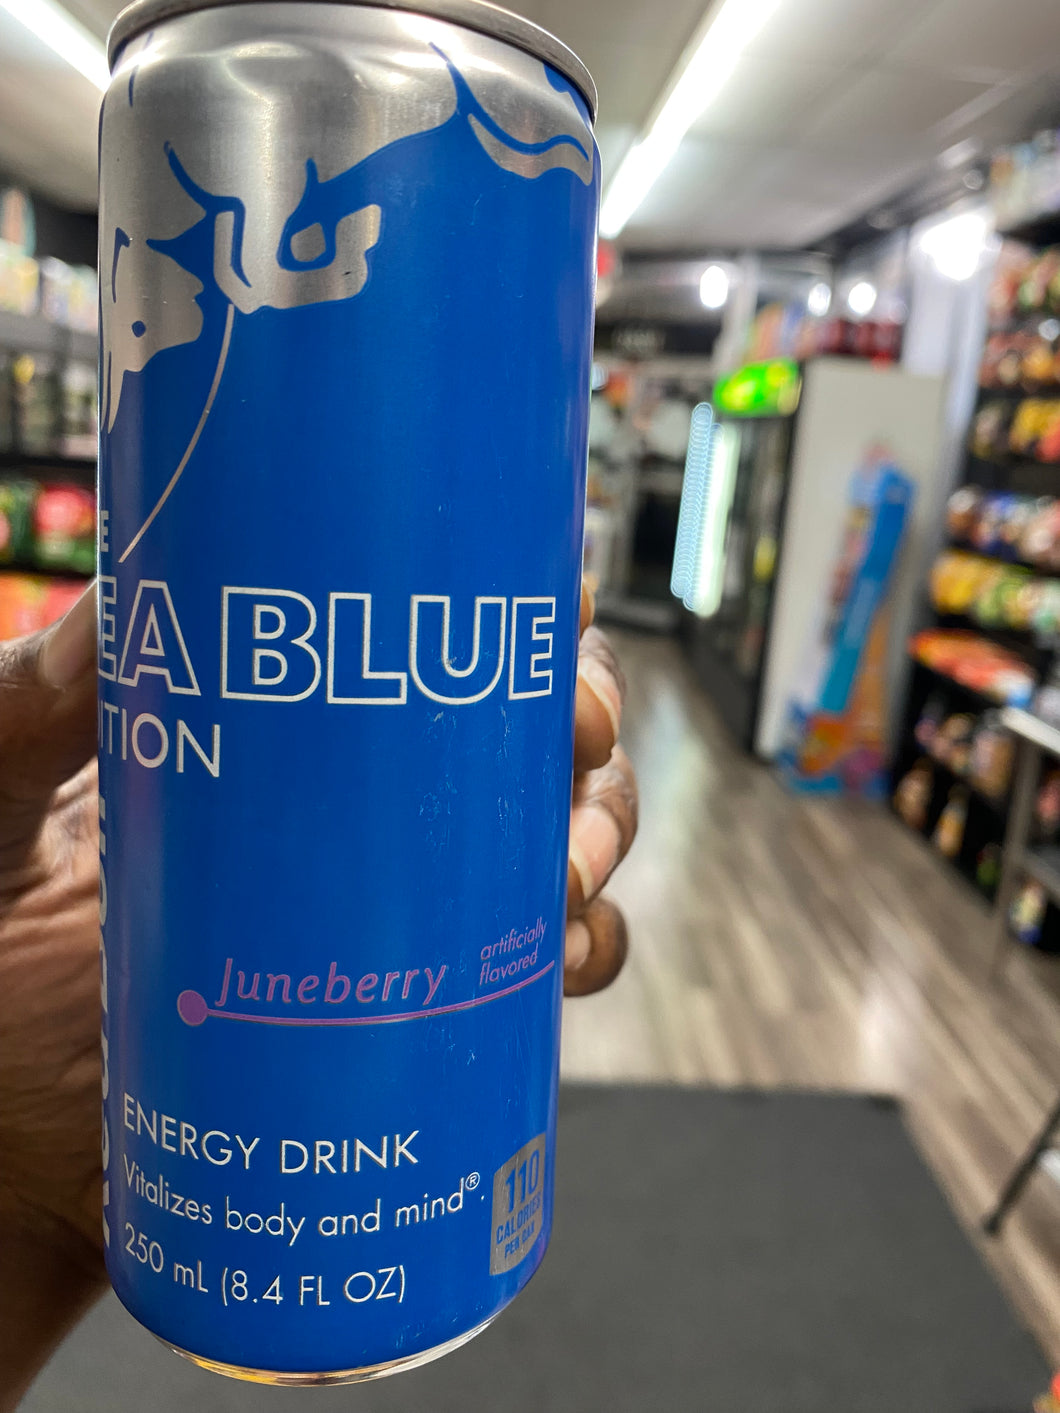 E
EA BLUE
ITION
Juneberry
artificially
flavored
ENERGY DRINK
Vitalizes body and mind®.
250 mL (8.4 FL OZ)
110
CALORIES
PER CAN